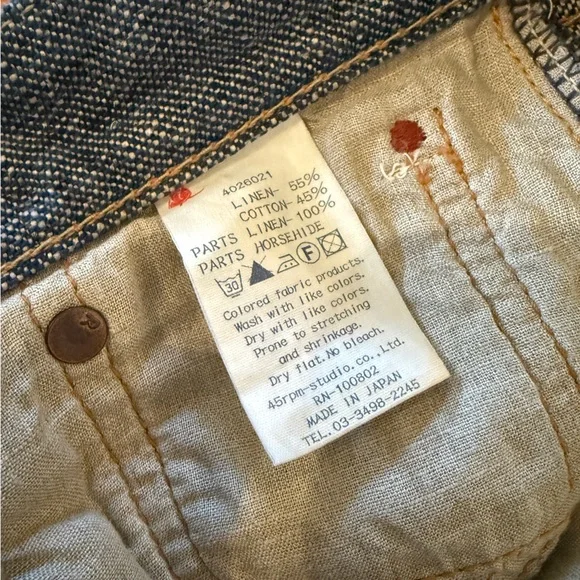 4026021
LINEN- 55%
COTTON- 45%
PARTS LINEN-100%
PARTS HORSEHIDE
30 F
Colored fabric products.
Wash with like colors.
Dry with like colors.
Prone to stretching
and shrinkage.
Dry flat.No bleach.
45rpm-studio.co.,Ltd.
RN-100802
MADE IN JAPAN
TEL. 03-3498-2245
R